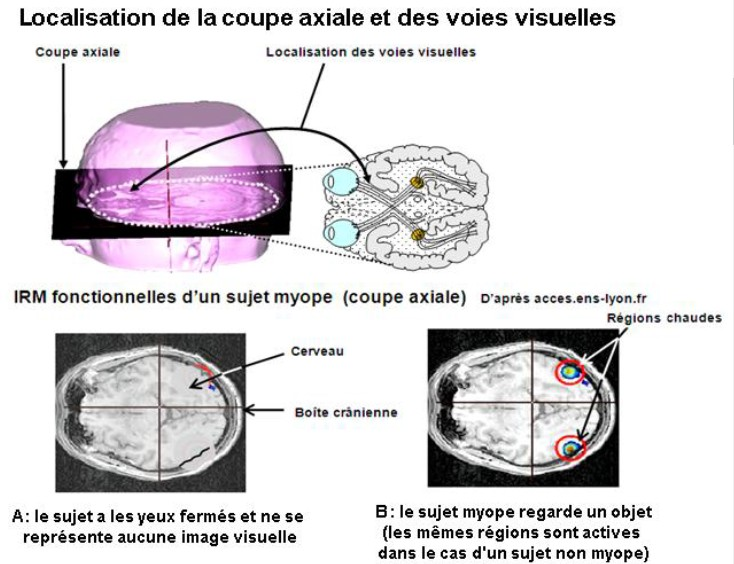 Localisation de la coupe axiale et des voies visuelles
Coupe axiale
Localisation des voies visuelles
IRM fonctionnelles d'un sujet myope (coupe axiale) D'après acces.ens-lyon.fr
Régions chaudes
Cerveau
Boîte crânienne
A: le sujet a les yeux fermés et ne se
représente aucune image visuelle
B: le sujet myope regarde un objet
(les mêmes régions sont actives
dans le cas d'un sujet non myope)